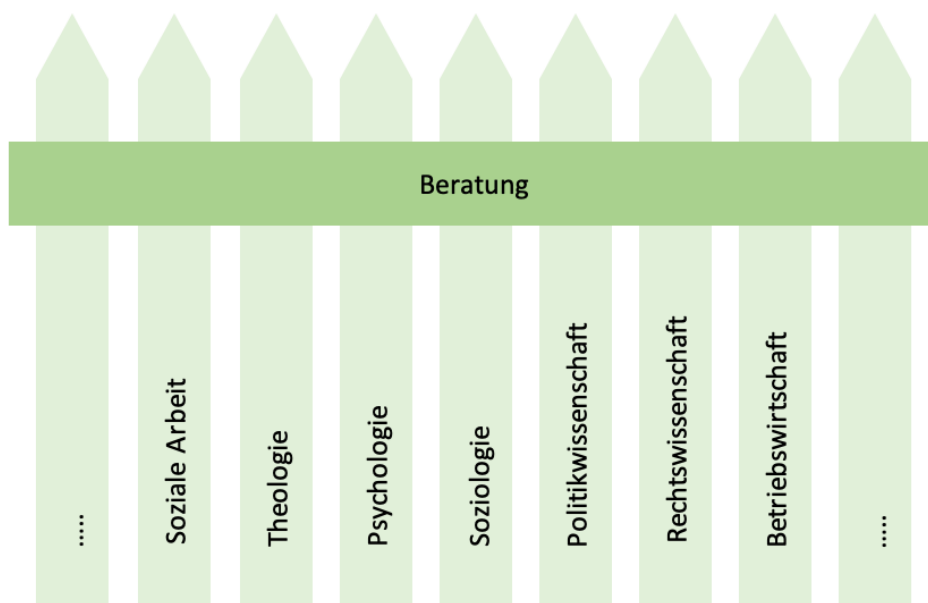 Beratung
.....
Soziale Arbeit
Theologie
Psychologie
Soziologie
Politikwissenschaft
Rechtswissenschaft
Betriebswirtschaft
.....